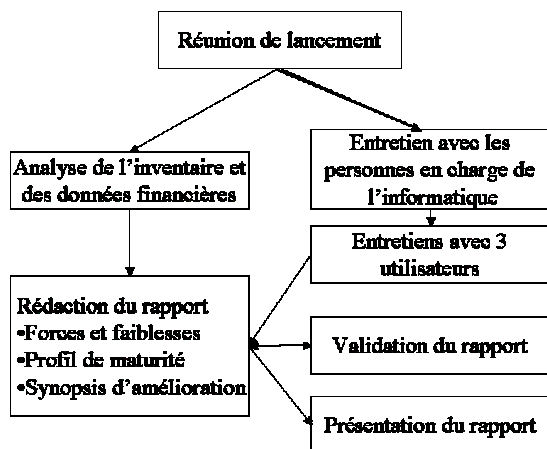 Réunion de lancement
Analyse de l’inventaire et
des données financières
Entretien avec les
personnes en charge de
l’informatique
Entretiens avec 3
utilisateurs
Rédaction du rapport
•Forces et faiblesses
•Profil de maturité
•Synopsis d’amélioration
Validation du rapport
Présentation du rapport